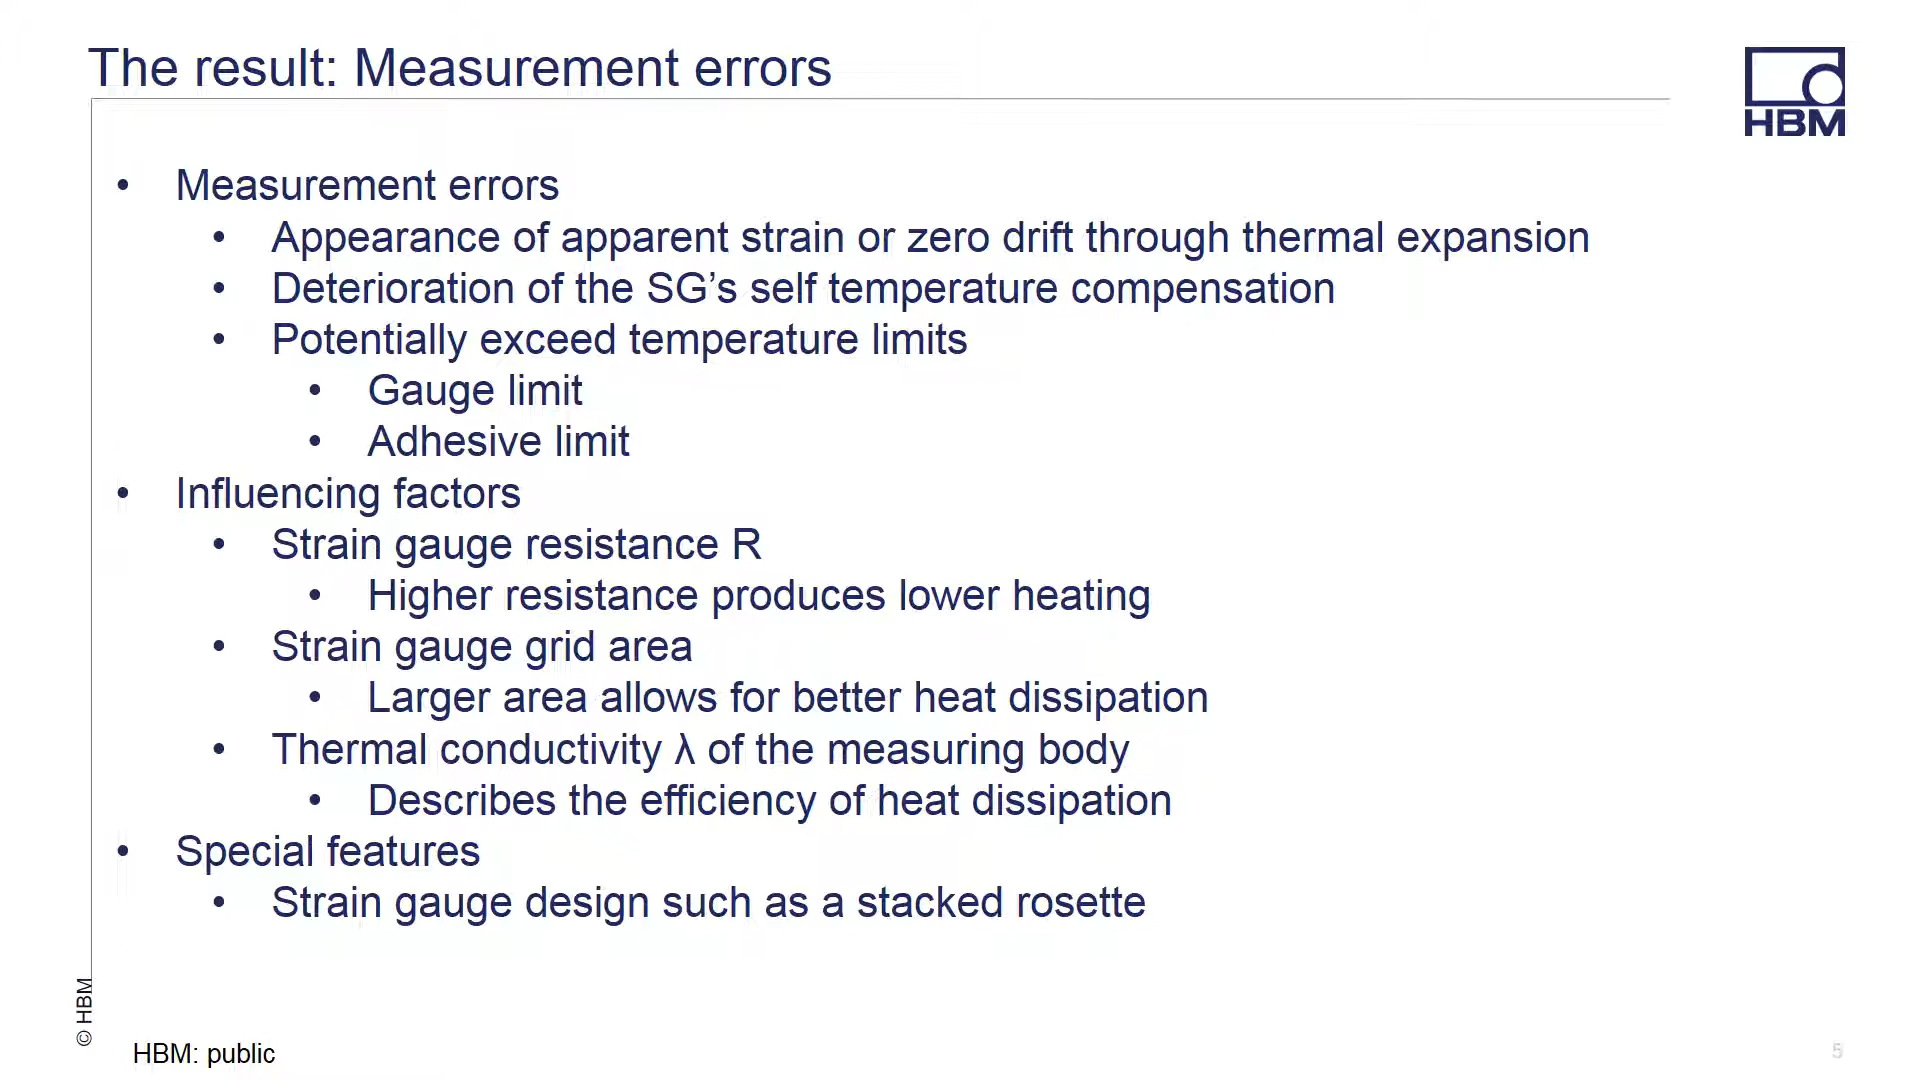 The result: Measurement errors
HBM
• Measurement errors
• Appearance of apparent strain or zero drift through thermal expansion
• Deterioration of the SG’s self temperature compensation
• Potentially exceed temperature limits
• Gauge limit
• Adhesive limit
• Influencing factors
• Strain gauge resistance R
• Higher resistance produces lower heating
• Strain gauge grid area
• Larger area allows for better heat dissipation
• Thermal conductivity λ of the measuring body
• Describes the efficiency of heat dissipation
• Special features
• Strain gauge design such as a stacked rosette
© HBM
HBM: public
5